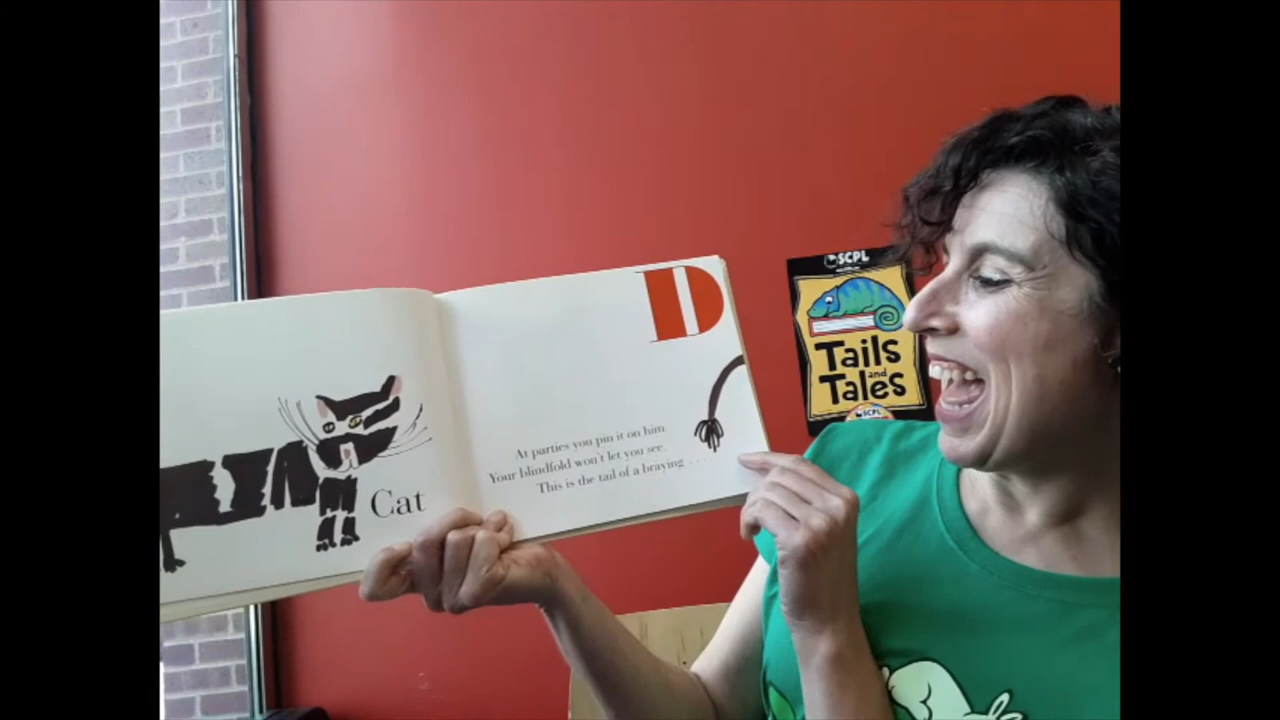 D
At parties you pin it on him.
Your blindfold won't let you see.
This is the tail of a braying . . .
Cat
SCPL
Tails
and
Tales
SCPL